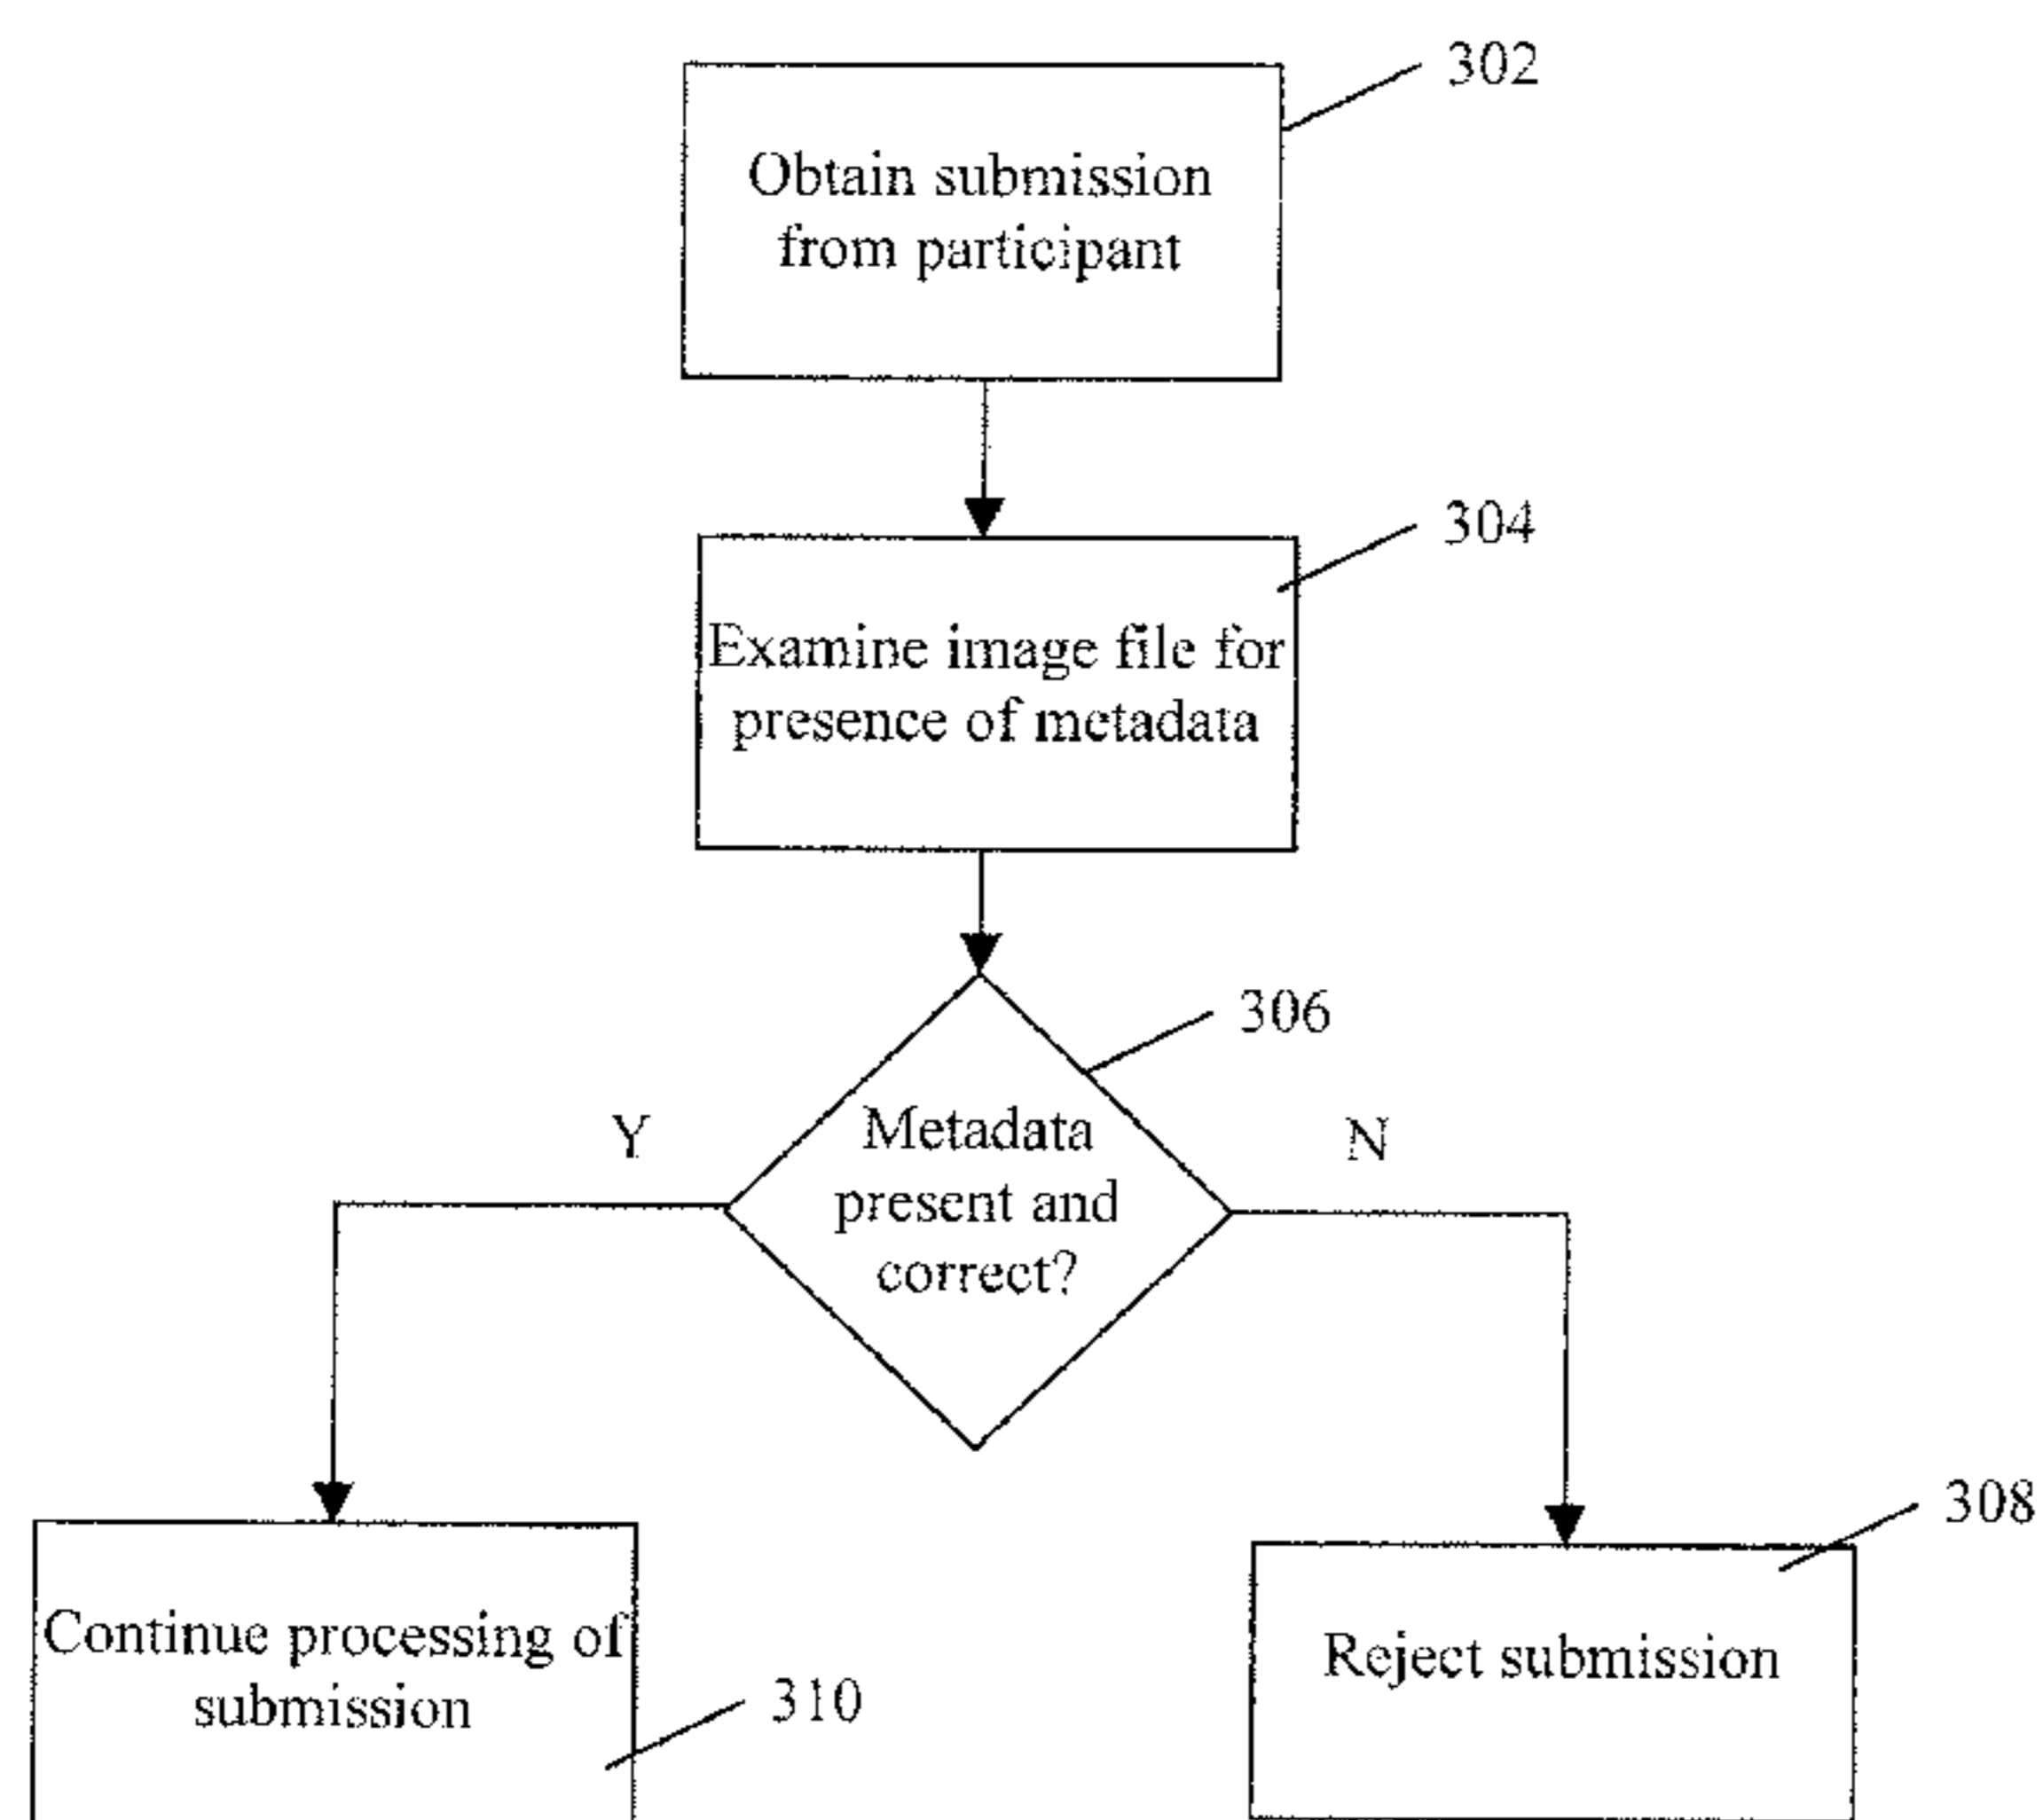 302
Obtain submission
from participant
304
Examine image file for
presence of metadata
306
Y
Metadata
present and
correct?
N
308
Continue processing of
submission
310
Reject submission